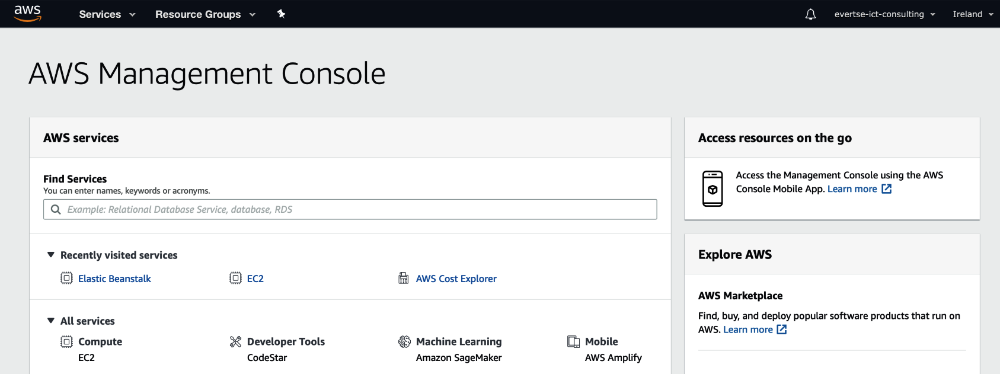 aws
Services
Resource Groups
evertse-ict-consulting
Ireland
AWS Management Console
AWS services
Find Services
You can enter names, keywords or acronyms.
Example: Relational Database Service, database, RDS
Recently visited services
Elastic Beanstalk
EC2
AWS Cost Explorer
All services
Compute
EC2
Developer Tools
CodeStar
Machine Learning
Amazon SageMaker
Mobile
AWS Amplify
Access resources on the go
Access the Management Console using the AWS
Console Mobile App. Learn more
Explore AWS
AWS Marketplace
Find, buy, and deploy popular software products that run on
AWS. Learn more